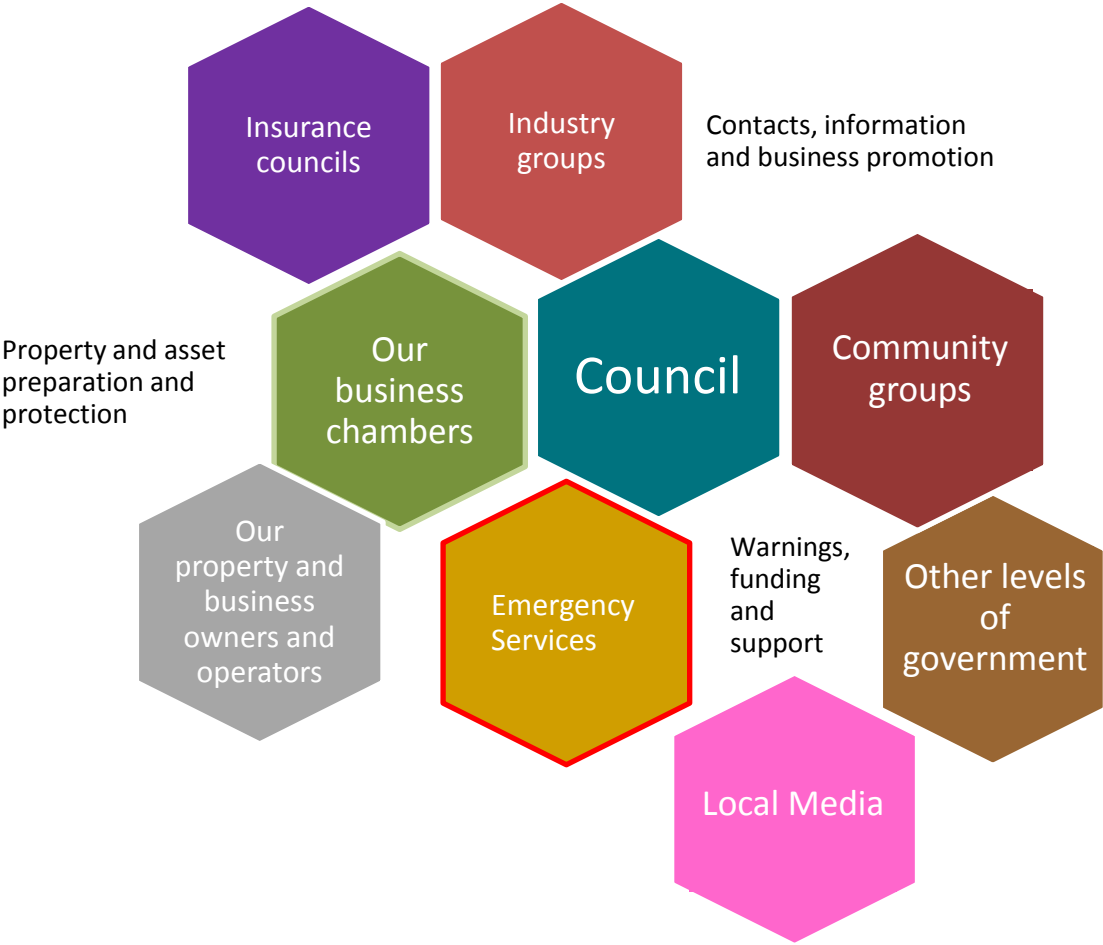 Insurance
councils
Industry
groups
Contacts, information
and business promotion
Property and asset
preparation and
protection
Our
business
chambers
Council
Community
groups
Our
property and
business
owners and
operators
Emergency
Services
Warnings,
funding
and
support
Other levels
of
government
Local Media